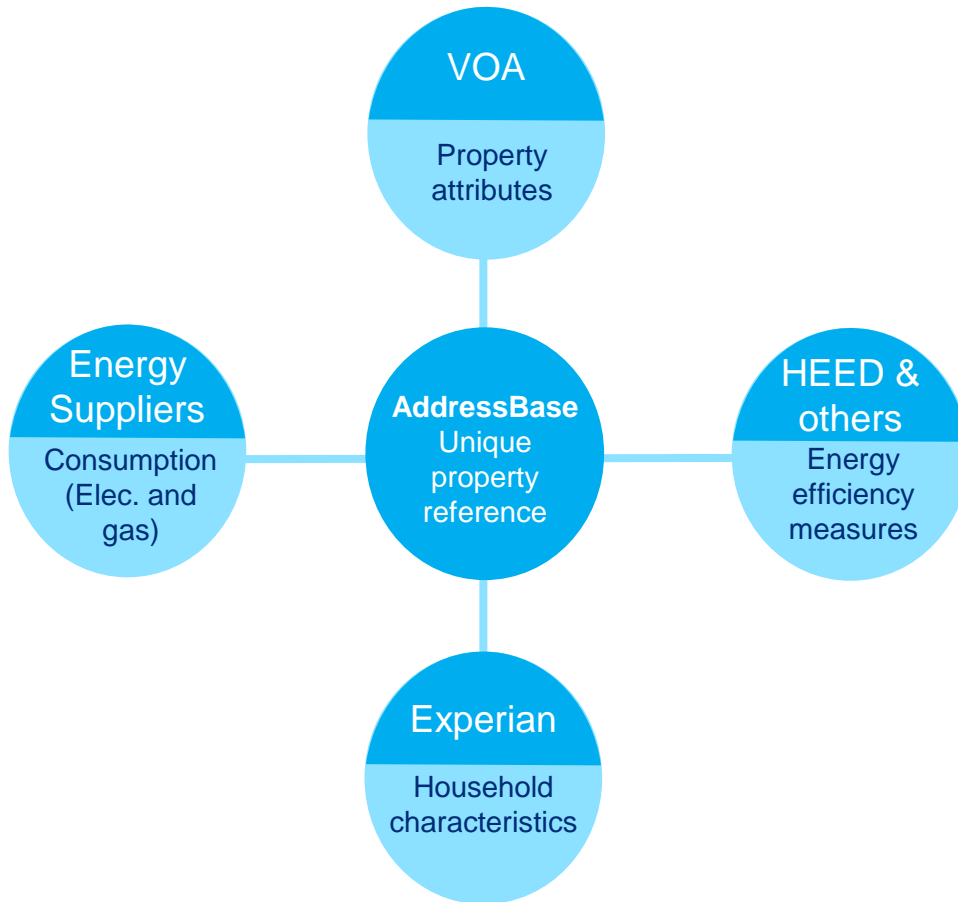 VOA
Property
attributes
Energy
Suppliers
Consumption
(Elec. and
gas)
AddressBase
Unique
property
reference
HEED &
others
Energy
efficiency
measures
Experian
Household
characteristics